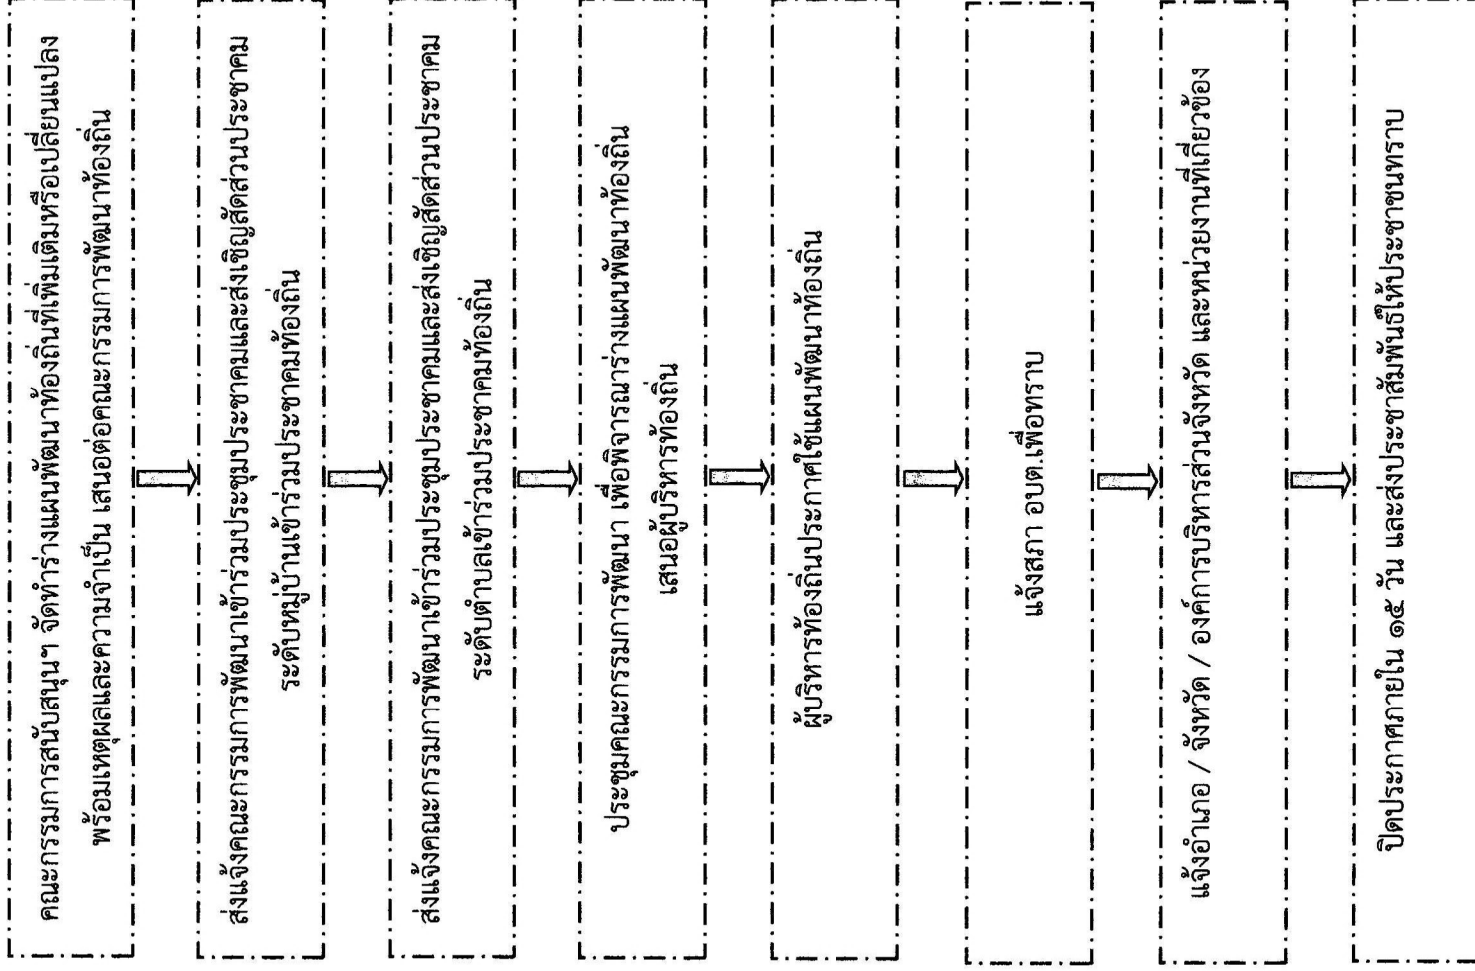 คณะกรรมการสนับสนุนฯ จัดทำร่างแผนพัฒนาท้องถิ่นที่เพิ่มเติมหรือเปลี่ยนแปลง
พร้อมเหตุผลและความจำเป็น เสนอต่อคณะกรรมการพัฒนาท้องถิ่น
ส่งแจ้งคณะกรรมการพัฒนาเข้าร่วมประชุมประชาคมและส่งเชิญสัดส่วนประชาคม
ระดับหมู่บ้านเข้าร่วมประชาคมท้องถิ่น
ส่งแจ้งคณะกรรมการพัฒนาเข้าร่วมประชุมประชาคมและส่งเชิญสัดส่วนประชาคม
ระดับตำบลเข้าร่วมประชาคมท้องถิ่น
ประชุมคณะกรรมการพัฒนา เพื่อพิจารณาร่างแผนพัฒนาท้องถิ่น
เสนอผู้บริหารท้องถิ่น
ผู้บริหารท้องถิ่นประกาศใช้แผนพัฒนาท้องถิ่น
แจ้งสภา อบต.เพื่อทราบ
แจ้งอำเภอ / จังหวัด / องค์การบริหารส่วนจังหวัด และหน่วยงานที่เกี่ยวข้อง
ปิดประกาศภายใน ๑๕ วัน และส่งประชาสัมพันธ์ให้ประชาชนทราบ